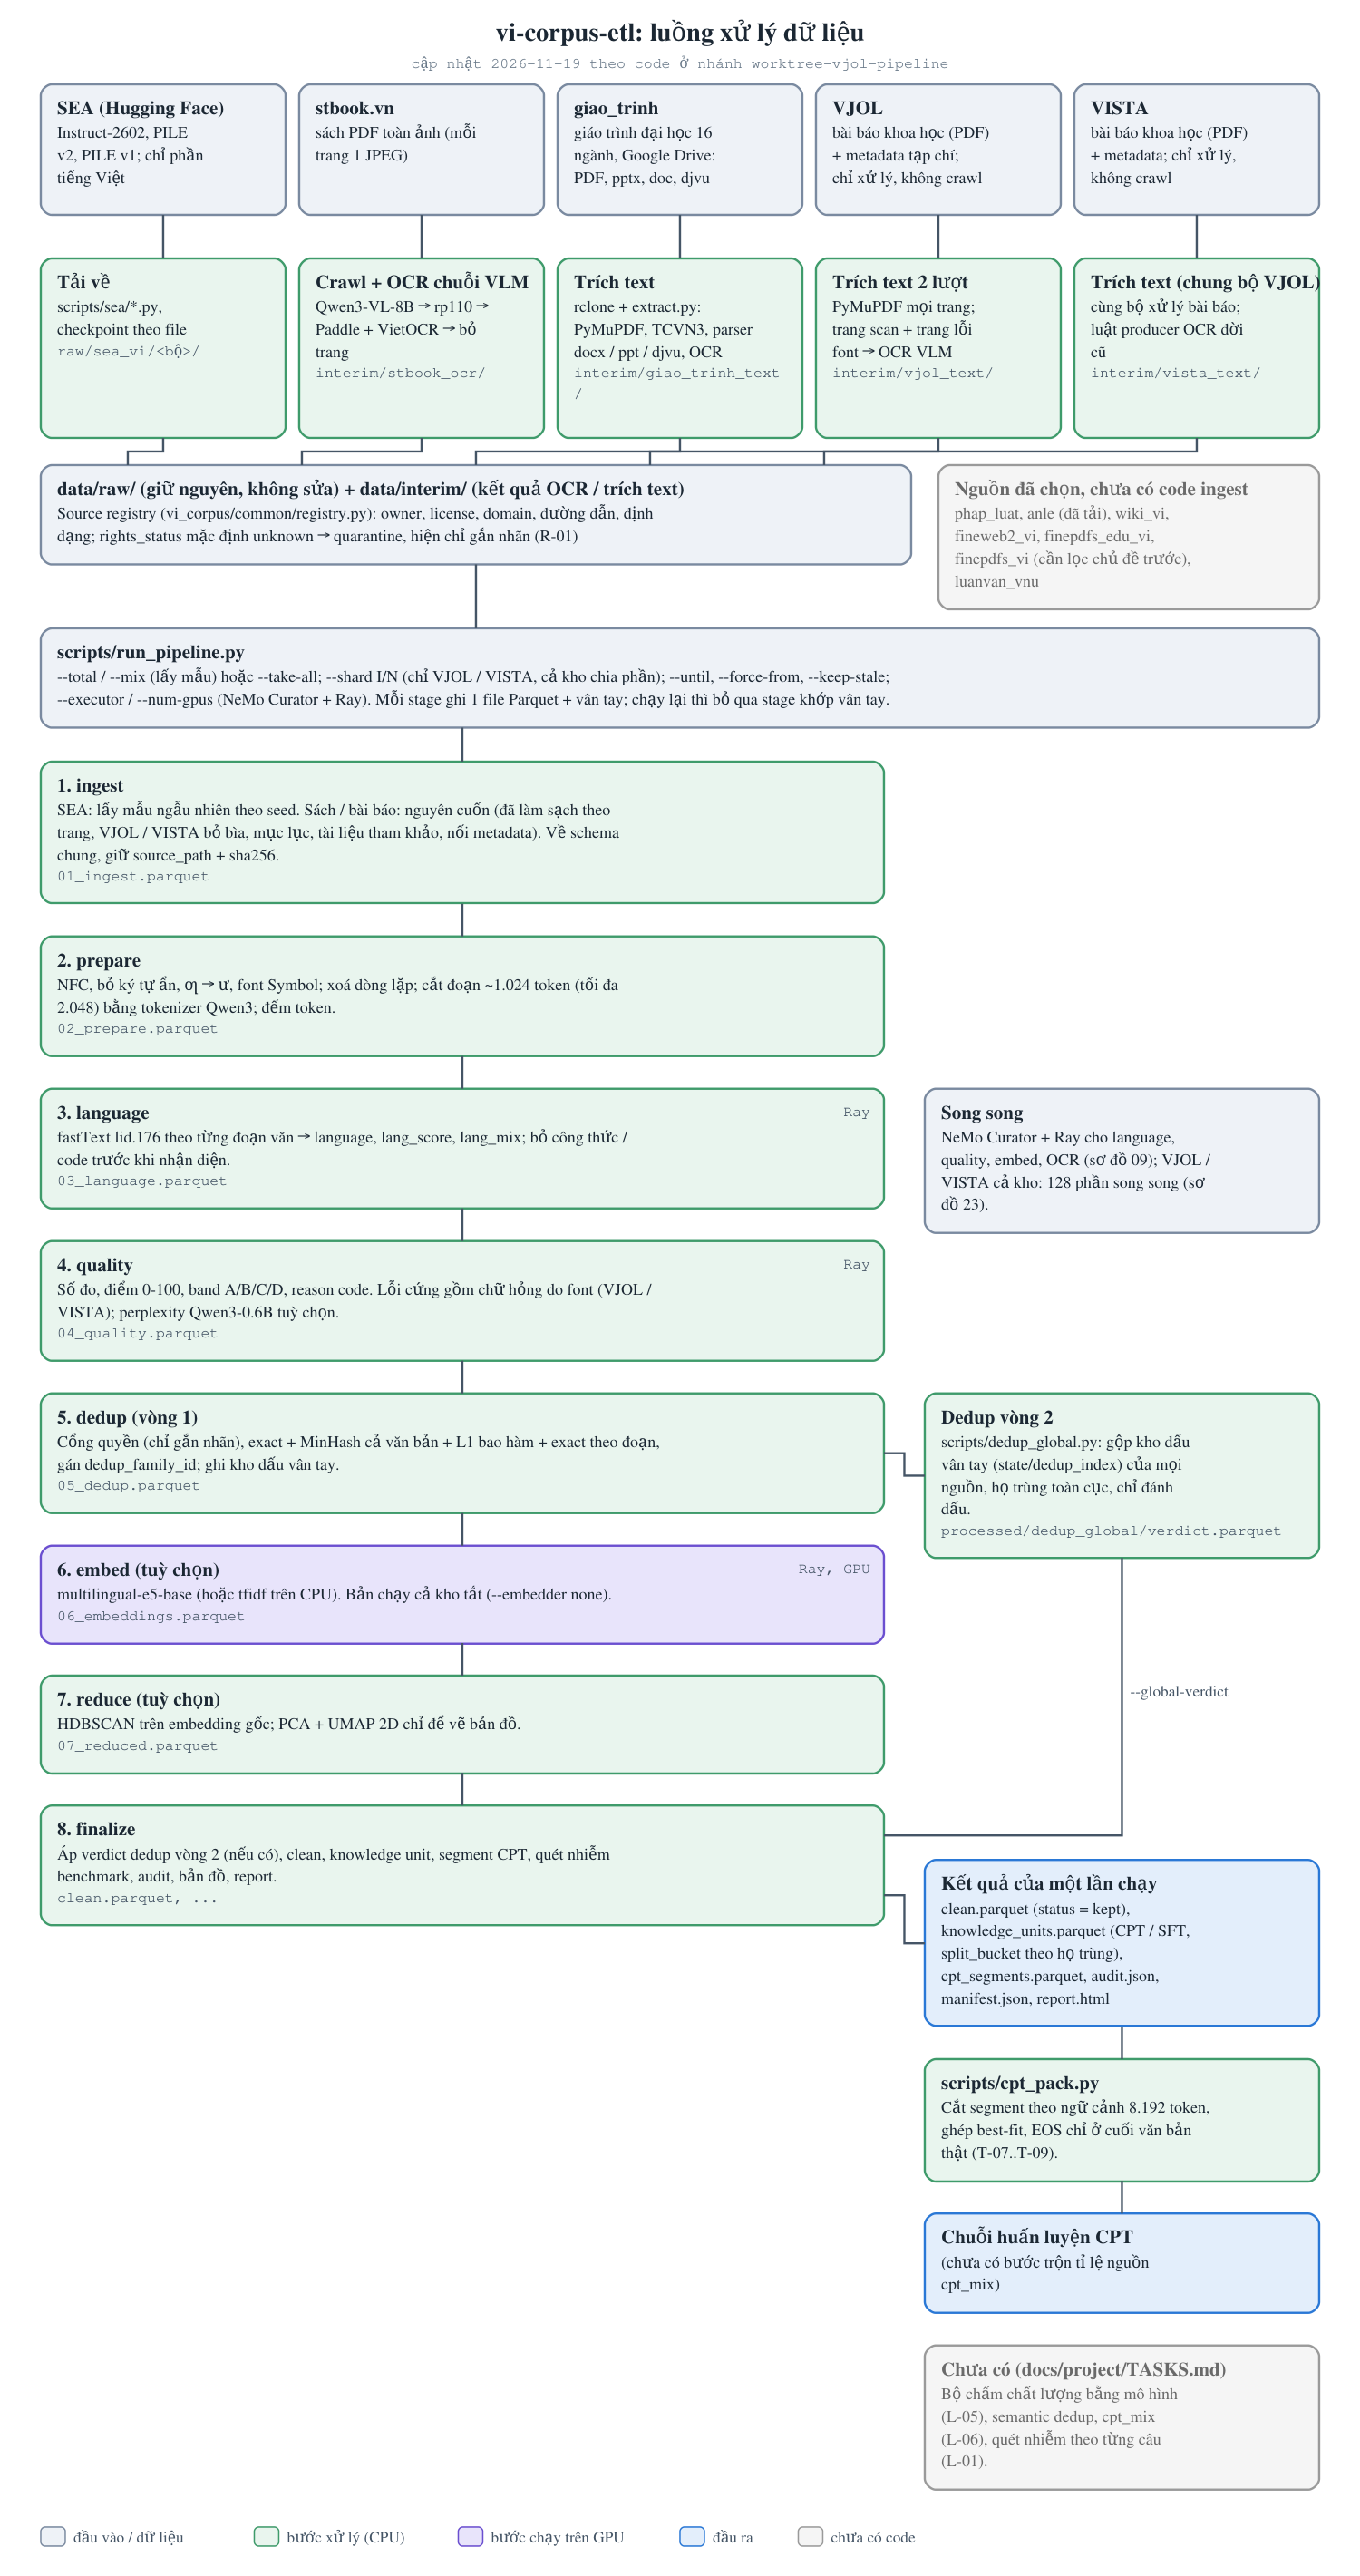 vi-corpus-etl: luồng xử lý dữ liệu
cập nhật 2026-11-19 theo code ở nhánh worktree-vjol-pipeline
SEA (Hugging Face)
Instruct-2602, PILE
v2, PILE v1; chỉ phần
tiếng Việt
stbook.vn
sách PDF toàn ảnh (mỗi
trang 1 JPEG)
giao_trinh
giáo trình đại học 16
ngành, Google Drive:
PDF, pptx, doc, djvu
VJOL
bài báo khoa học (PDF)
+ metadata tạp chí;
chỉ xử lý, không crawl
VISTA
bài báo khoa học (PDF)
+ metadata; chỉ xử lý,
không crawl
Tải về
scripts/sea/*.py,
checkpoint theo file
raw/sea_vi/<bộ>/
Crawl + OCR chuỗi VLM
Qwen3-VL-8B → rp110 →
Paddle + VietOCR → bỏ
trang
interim/stbook_ocr/
Trích text
rclone + extract.py:
PyMuPDF, TCVN3, parser
docx / ppt / djvu, OCR
interim/giao_trinh_text
/
Trích text 2 lượt
PyMuPDF mọi trang;
trang scan + trang lỗi
font → OCR VLM
interim/vjol_text/
Trích text (chung bộ VJOL)
cùng bộ xử lý bài báo;
luật producer OCR đời
cũ
interim/vista_text/
data/raw/ (giữ nguyên, không sửa) + data/interim/ (kết quả OCR / trích text)
Source registry (vi_corpus/common/registry.py): owner, license, domain, đường dẫn, định
dạng; rights_status mặc định unknown → quarantine, hiện chỉ gắn nhãn (R-01)
Nguồn đã chọn, chưa có code ingest
phap_luat, anle (đã tải), wiki_vi,
fineweb2_vi, finepdfs_edu_vi,
finepdfs_vi (cần lọc chủ đề trước),
luanvan_vnu
scripts/run_pipeline.py
--total / --mix (lấy mẫu) hoặc --take-all; --shard I/N (chỉ VJOL / VISTA, cả kho chia phần); --until, --force-from, --keep-stale;
--executor / --num-gpus (NeMo Curator + Ray). Mỗi stage ghi 1 file Parquet + vân tay; chạy lại thì bỏ qua stage khớp vân tay.
1. ingest
SEA: lấy mẫu ngẫu nhiên theo seed. Sách / bài báo: nguyên cuốn (đã làm sạch theo
trang, VJOL / VISTA bỏ bìa, mục lục, tài liệu tham khảo, nối metadata). Về schema
chung, giữ source_path + sha256.
01_ingest.parquet
2. prepare
NFC, bỏ ký tự ẩn, ƣ → ư, font Symbol; xoá dòng lặp; cắt đoạn ~1.024 token (tối đa
2.048) bằng tokenizer Qwen3; đếm token.
02_prepare.parquet
3. language
Ray
fastText lid.176 theo từng đoạn văn → language, lang_score, lang_mix; bỏ công thức /
code trước khi nhận diện.
03_language.parquet
Song song
NeMo Curator + Ray cho language,
quality, embed, OCR (sơ đồ 09); VJOL /
VISTA cả kho: 128 phần song song (sơ
đồ 23).
4. quality
Ray
Số đo, điểm 0-100, band A/B/C/D, reason code. Lỗi cứng gồm chữ hỏng do font (VJOL /
VISTA); perplexity Qwen3-0.6B tuỳ chọn.
04_quality.parquet
5. dedup (vòng 1)
Cổng quyền (chỉ gắn nhãn), exact + MinHash cả văn bản + L1 bao hàm + exact theo đoạn,
gán dedup_family_id; ghi kho dấu vân tay.
05_dedup.parquet
Dedup vòng 2
scripts/dedup_global.py: gộp kho dấu
vân tay (state/dedup_index) của mọi
nguồn, họ trùng toàn cục, chỉ đánh
dấu.
processed/dedup_global/verdict.parquet
6. embed (tuỳ chọn)
Ray, GPU
multilingual-e5-base (hoặc tfidf trên CPU). Bản chạy cả kho tắt (--embedder none).
06_embeddings.parquet
7. reduce (tuỳ chọn)
HDBSCAN trên embedding gốc; PCA + UMAP 2D chỉ để vẽ bản đồ.
07_reduced.parquet
--global-verdict
8. finalize
Áp verdict dedup vòng 2 (nếu có), clean, knowledge unit, segment CPT, quét nhiễm
benchmark, audit, bản đồ, report.
clean.parquet, ...
Kết quả của một lần chạy
clean.parquet (status = kept),
knowledge_units.parquet (CPT / SFT,
split_bucket theo họ trùng),
cpt_segments.parquet, audit.json,
manifest.json, report.html
scripts/cpt_pack.py
Cắt segment theo ngữ cảnh 8.192 token,
ghép best-fit, EOS chỉ ở cuối văn bản
thật (T-07..T-09).
Chuỗi huấn luyện CPT
(chưa có bước trộn tỉ lệ nguồn
cpt_mix)
Chưa có (docs/project/TASKS.md)
Bộ chấm chất lượng bằng mô hình
(L-05), semantic dedup, cpt_mix
(L-06), quét nhiễm theo từng câu
(L-01).
đầu vào / dữ liệu
bước xử lý (CPU)
bước chạy trên GPU
đầu ra
chưa có code